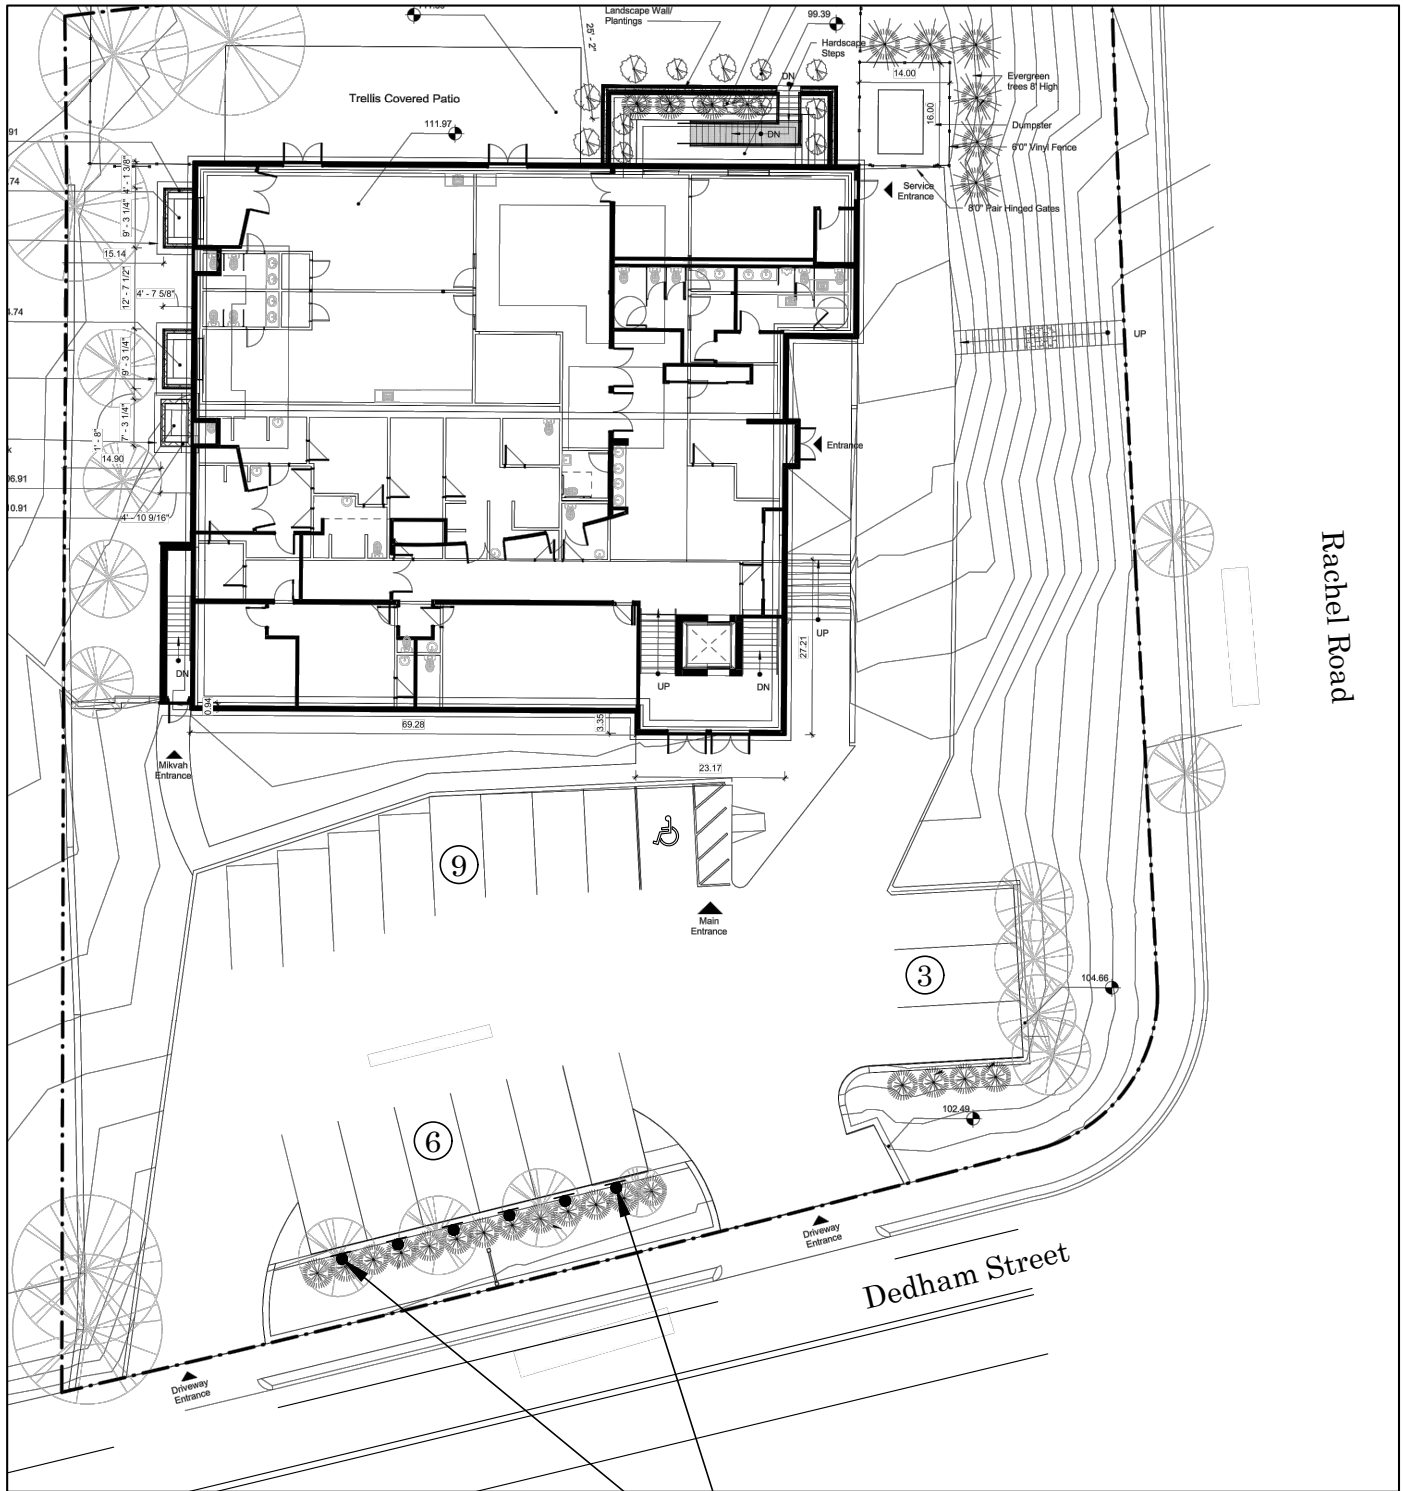 Landscape Wall/
Plantings
99.39
Hardscape
Steps
25' - 2"
DN
14.00
16.00
Evergreen
trees 8' High
Dumpster
6'0" Vinyl Fence
Trellis Covered Patio
111.97
DN
Service
Entrance
8'0" Pair Hinged Gates
4' - 1 3/8"
9' - 3 1/4"
15.14
12' - 7 1/2"
4' - 7 5/8"
9' - 3 1/4"
7' - 3 1/4"
1' - 8"
14.90
4' - 10 9/16"
06.91
10.91
UP
Entrance
UP
27.21
DN
UP
DN
0.94
69.28
3.35
23.17
Mikvah
Entrance
9
Main
Entrance
3
104.66
102.49
6
Driveway
Entrance
Driveway
Entrance
Dedham Street
Rachel Road